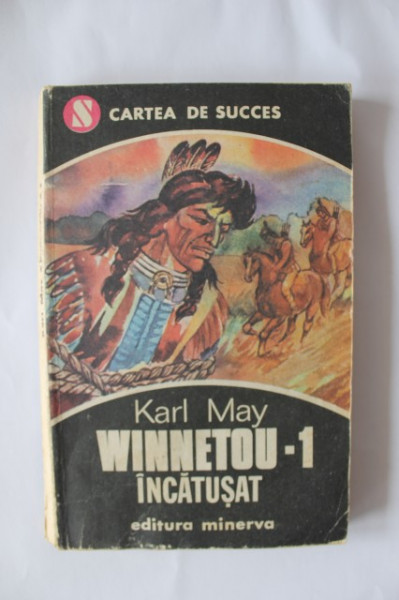 S CARTEA DE SUCCES
Karl May
WINNETOU-1
ÎNCĂTUȘAT
editura minerva